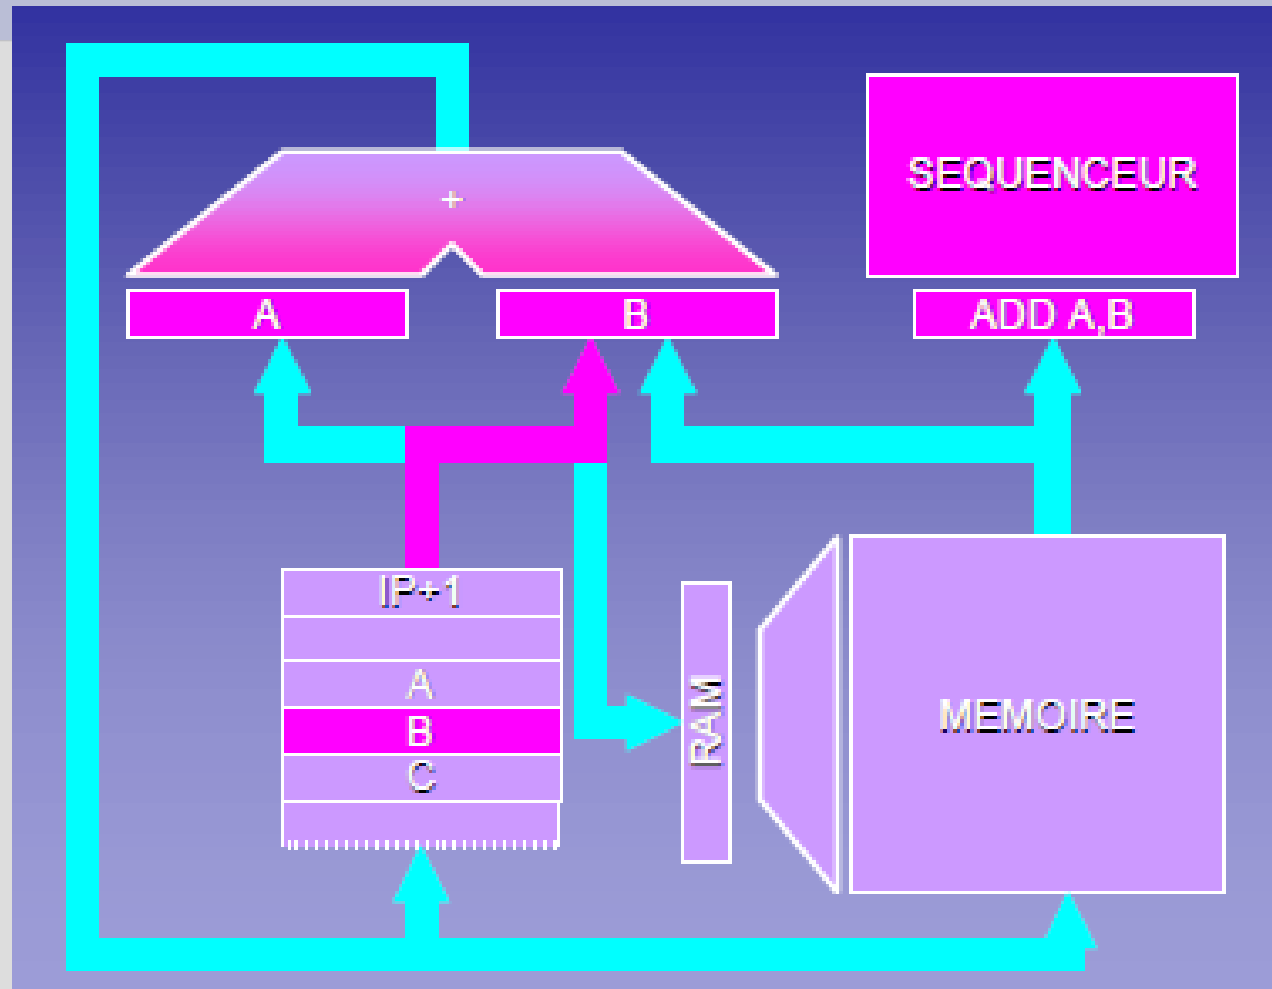 SEQUENCEUR
+
A
B
ADD A,B
IP+1
A
B
C
RAM
MEMOIRE